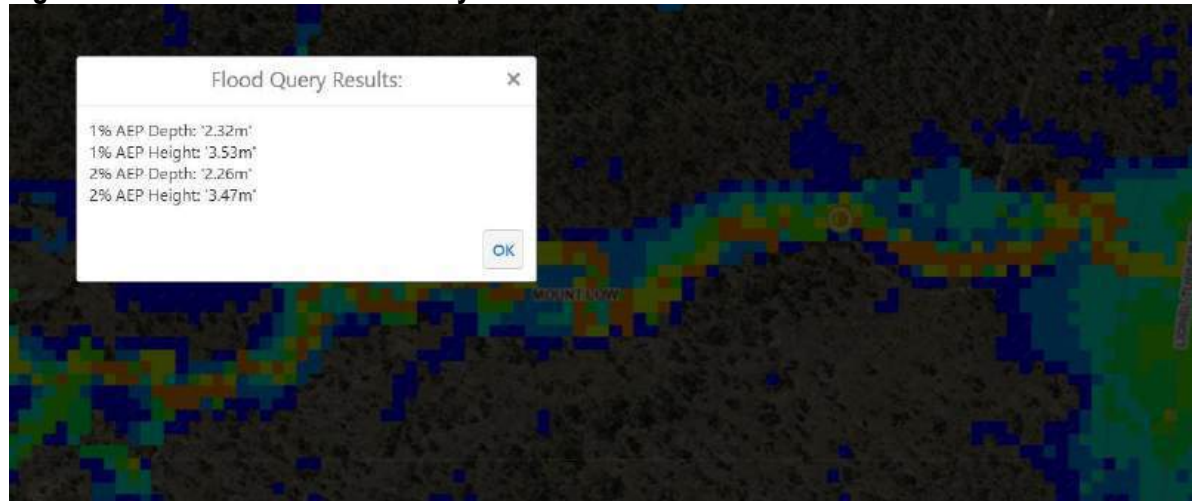 Flood Query Results: ×
1% AEP Depth: '2.32m'
1% AEP Height: '3.53m'
2% AEP Depth: '2.26m'
2% AEP Height: '3.47m'
OK
MOUNT LOW